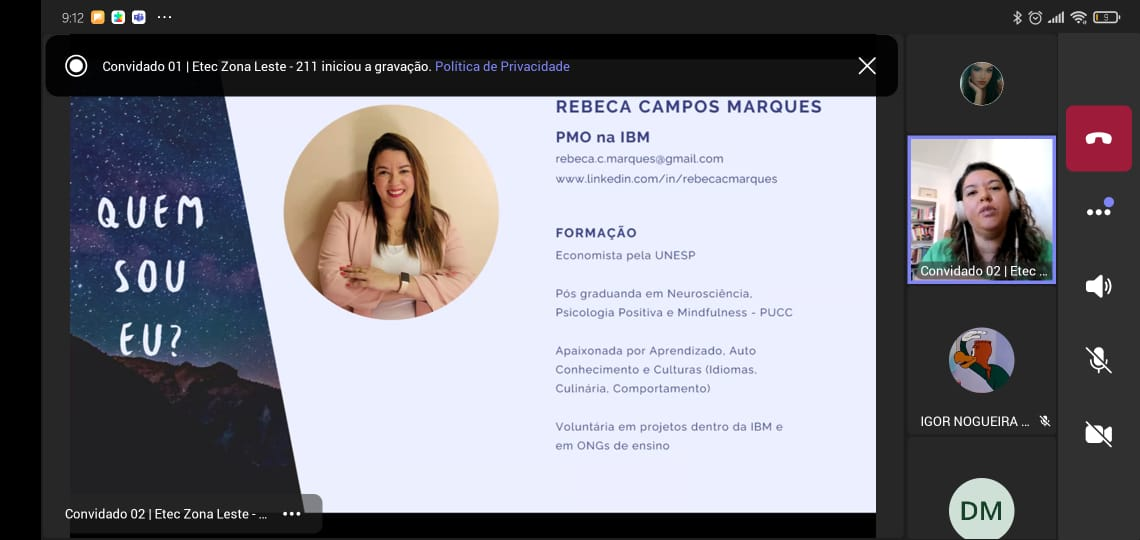 9:12
Convidado 01 | Etec Zona Leste - 211 iniciou a gravação. Política de Privacidade
QUEM
SOU
EU?
REBECA CAMPOS MARQUES
PMO na IBM
rebeca.c.marques@gmail.com
www.linkedin.com/in/rebecacmarques
FORMAÇÃO
Economista pela UNESP
Pós graduanda em Neurosciência,
Psicologia Positiva e Mindfulness - PUCC
Apaixonada por Aprendizado, Auto
Conhecimento e Culturas (Idiomas,
Culinária, Comportamento)
Voluntária em projetos dentro da IBM e
em ONGs de ensino
Convidado 02 | Etec Zona Leste - ...
Convidado 02 | Etec ...
IGOR NOGUEIRA ...
DM
9